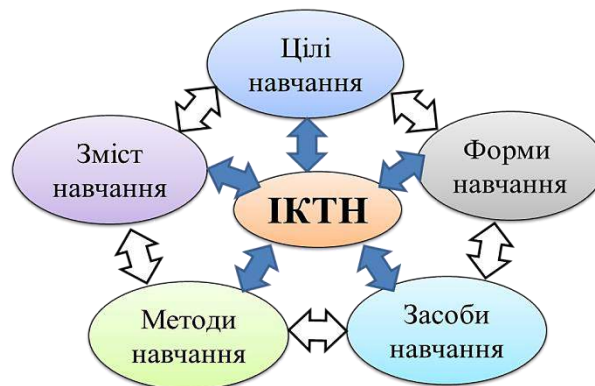 Цілі
навчання
Зміст
навчання
Форми
навчання
ІКТН
Методи
навчання
Засоби
навчання